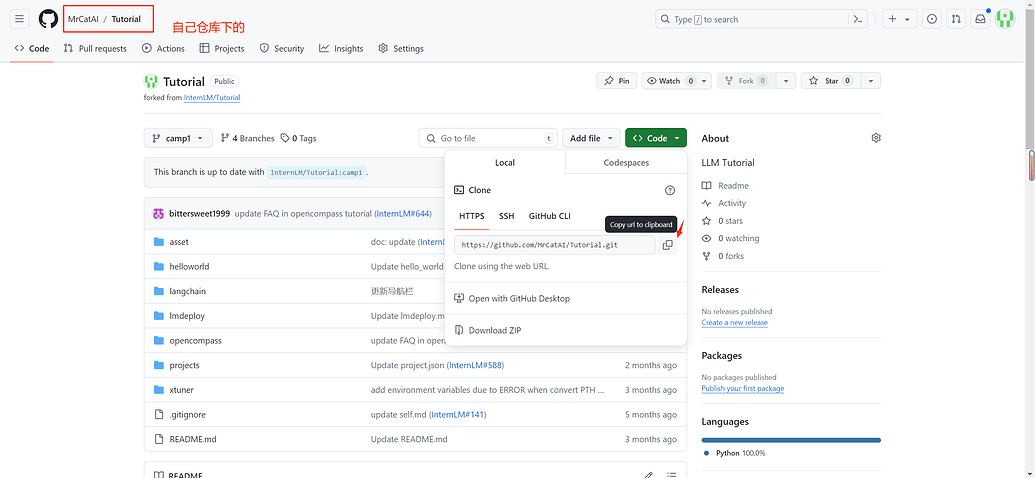 MrCatAI / Tutorial
自己仓库下的
Type / to search
Code
Pull requests
Actions
Projects
Security
Insights
Settings
Tutorial
Public
Pin
Watch 0
Fork 0
Star 0
forked from InternLM/Tutorial
camp1
4 Branches
0 Tags
Go to file
t
Add file
Code
This branch is up to date with InternLM/Tutorial:camp1.
bittersweet1999 update FAQ in opencompass tutorial (InternLM#644)
asset
doc: update (Intern
helloworld
Update hello_world
langchain
更新导航栏
lmdeploy
Update lmdeploy.m
opencompass
update FAQ in open
projects
Update project.json (InternLM#588)
2 months ago
xtuner
add environment variables due to ERROR when convert PTH ...
3 months ago
.gitignore
update self.md (InternLM#141)
5 months ago
README.md
Update README.md
3 months ago
README
Local
Codespaces
Clone
HTTPS
SSH
GitHub CLI
Copy url to clipboard
https://github.com/MrCatAI/Tutorial.git
Clone using the web URL.
Open with GitHub Desktop
Download ZIP
About
LLM Tutorial
Readme
Activity
0 stars
0 watching
0 forks
Releases
No releases published
Create a new release
Packages
No packages published
Publish your first package
Languages
Python 100.0%